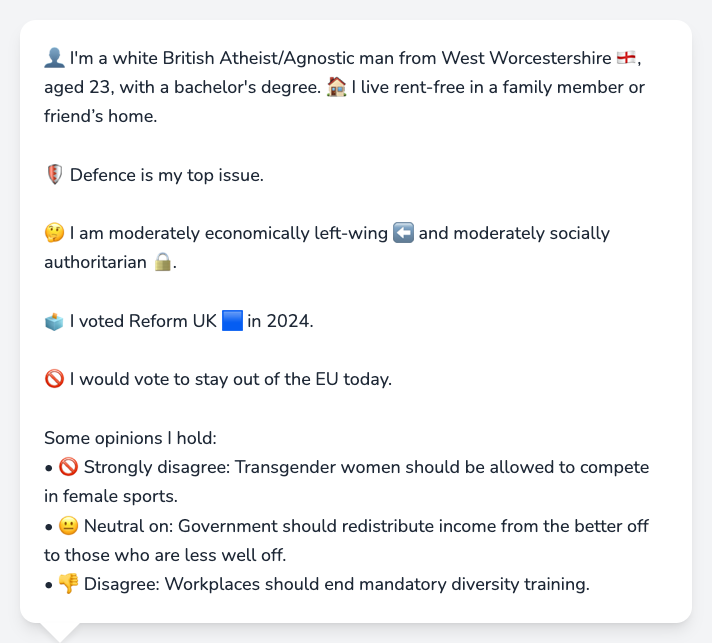 👤 I'm a white British Atheist/Agnostic man from West Worcestershire 🏴󠁧󠁢󠁥󠁮󠁧󠁿,
aged 23, with a bachelor's degree. 🏠 I live rent-free in a family member or
friend’s home.
🛡️ Defence is my top issue.
🤔 I am moderately economically left-wing ⬅️ and moderately socially
authoritarian 🔒.
🗳️ I voted Reform UK 🟦 in 2024.
🚫 I would vote to stay out of the EU today.
Some opinions I hold:
• 🚫 Strongly disagree: Transgender women should be allowed to compete
in female sports.
• 😐 Neutral on: Government should redistribute income from the better off
to those who are less well off.
• 👎 Disagree: Workplaces should end mandatory diversity training.